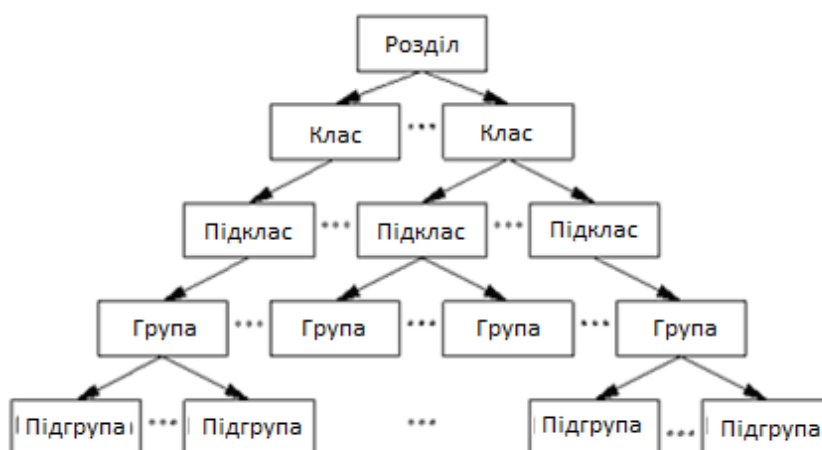 Розділ
Клас ... Клас
Підклас ... Підклас ... Підклас
Група ... Група ... Група ... Група
Підгрупа ... Підгрупа ... Підгрупа ... Підгрупа